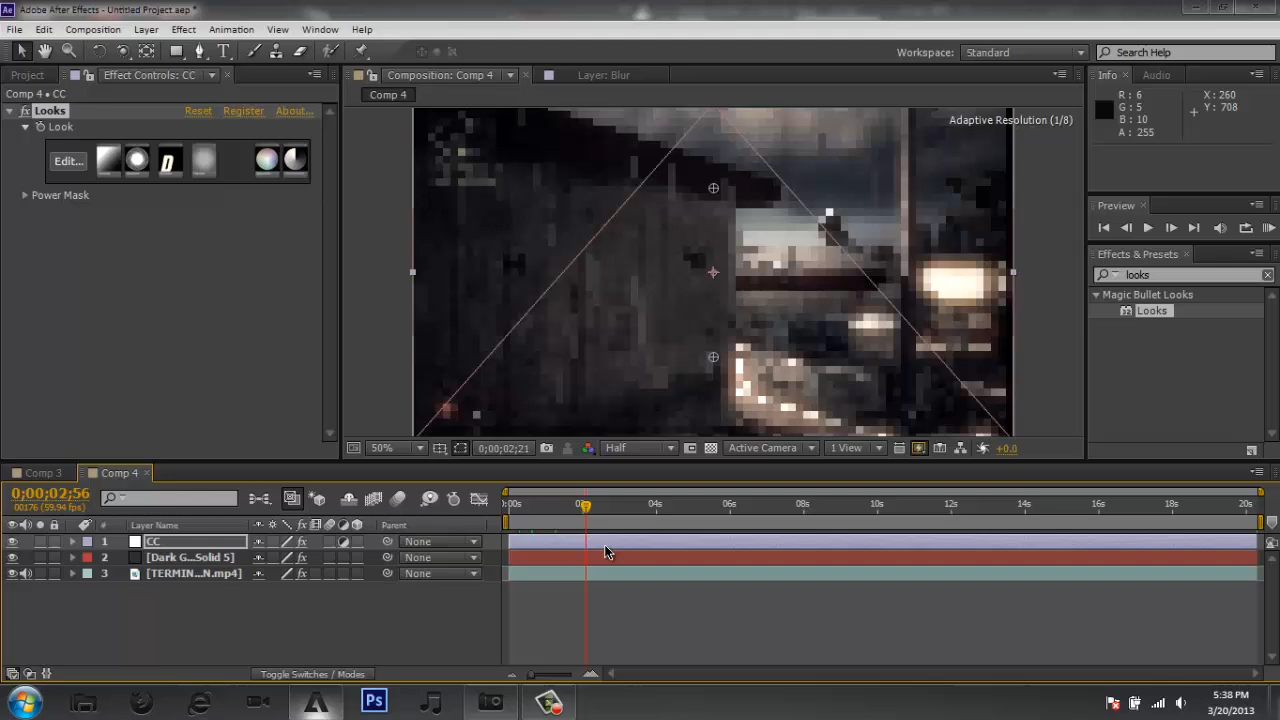 Adobe After Effects - Untitled Project.aep *
File Edit Composition Layer Effect Animation View Window Help
Workspace: Standard Search Help
Project Effect Controls: CC Composition: Comp 4 Layer: Blur Info Audio
Comp 4 • CC
Comp 4
Looks Reset Register About...
Look
Edit...
Power Mask
Adaptive Resolution (1/8)
R : 6
G : 5
B : 10
A : 255
X : 260
Y : 708
Preview
Effects & Presets
looks
Magic Bullet Looks
Looks
50% 0;00;02;21 Half Active Camera 1 View +0.0
Comp 3 Comp 4
0;00;02;56
00176 (59.94 fps)
04s 06s 08s 10s 12s 14s 16s 18s 20s
# Layer Name Parent
1 CC None
2 [Dark G...Solid 5] None
3 [TERMIN...N.mp4] None
Toggle Switches / Modes
Ps
5:38 PM
3/20/2013